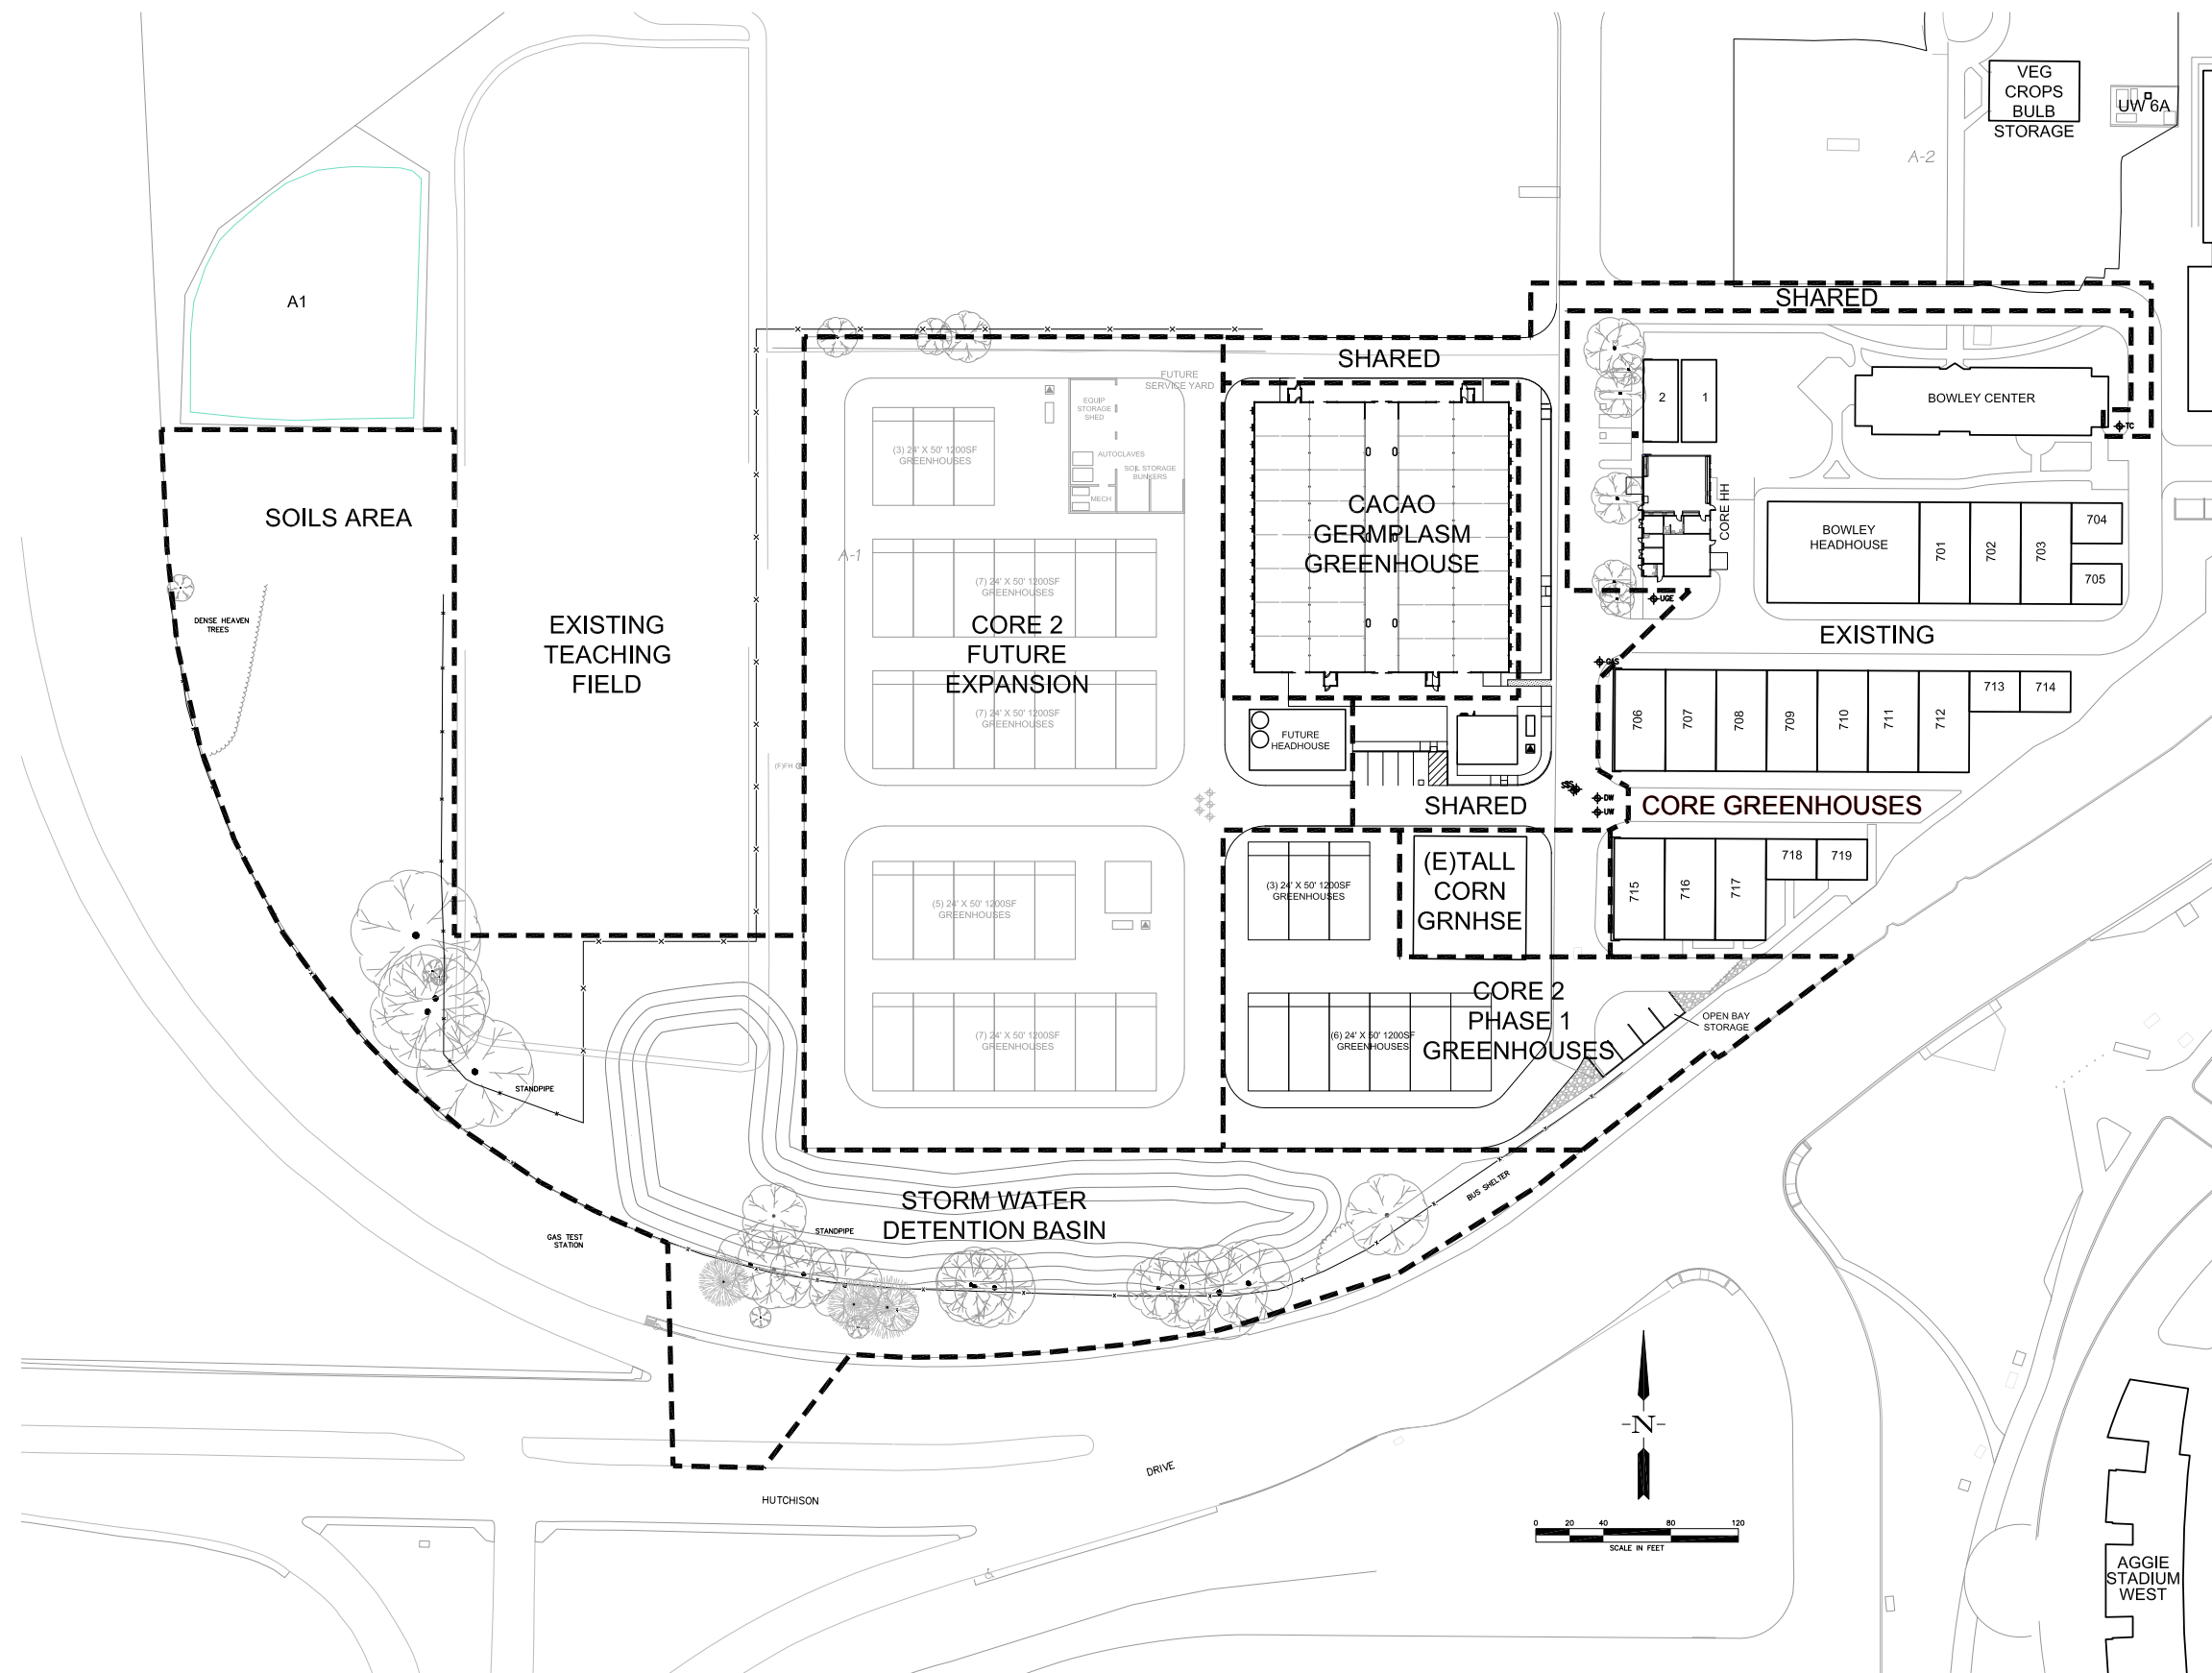 VEG
CROPS
BULB
STORAGE
UW 6A
A-2
A1
SHARED
SHARED
FUTURE
SERVICE YARD
EQUIP
STORAGE
SHED
AUTOCLAVES
SOIL STORAGE
BUNKERS
MECH
(3) 24' X 50' 1200SF
GREENHOUSES
2
1
BOWLEY CENTER
TC
SOILS AREA
CACAO
GERMPLASM
GREENHOUSE
CORE HH
BOWLEY
HEADHOUSE
701
702
703
704
705
A-1
(7) 24' X 50' 1200SF
GREENHOUSES
UGE
DENSE HEAVEN
TREES
EXISTING
TEACHING
FIELD
CORE 2
FUTURE
EXPANSION
EXISTING
GAS
(7) 24' X 50' 1200SF
GREENHOUSES
706
707
708
709
710
711
712
713
714
FUTURE
HEADHOUSE
(F)FH
SHARED
DW
UW
CORE GREENHOUSES
(5) 24' X 50' 1200SF
GREENHOUSES
(3) 24' X 50' 1200SF
GREENHOUSES
(E)TALL
CORN
GRNHSE
715
716
717
718
719
(7) 24' X 50' 1200SF
GREENHOUSES
(6) 24' X 50' 1200SF
GREENHOUSES
CORE 2
PHASE 1
GREENHOUSES
OPEN BAY
STORAGE
STANDPIPE
BUS SHELTER
STORM WATER
DETENTION BASIN
STANDPIPE
GAS TEST
STATION
-N-
DRIVE
HUTCHISON
0 20 40 80 120
SCALE IN FEET
AGGIE
STADIUM
WEST